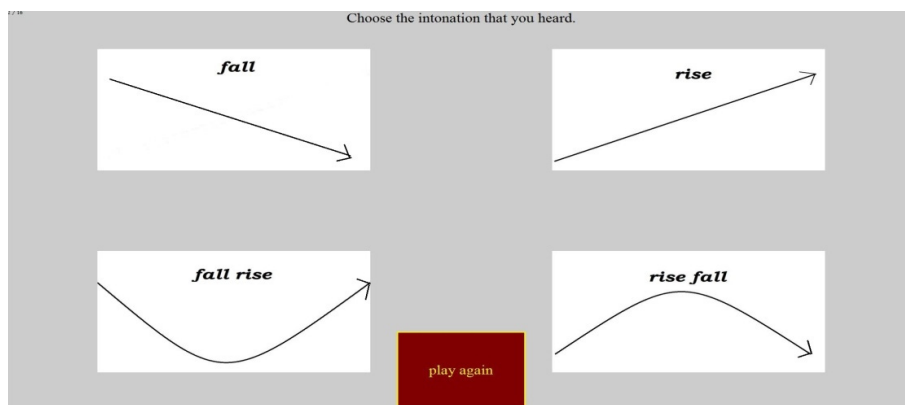 Choose the intonation that you heard.
fall
rise
fall rise
rise fall
play again